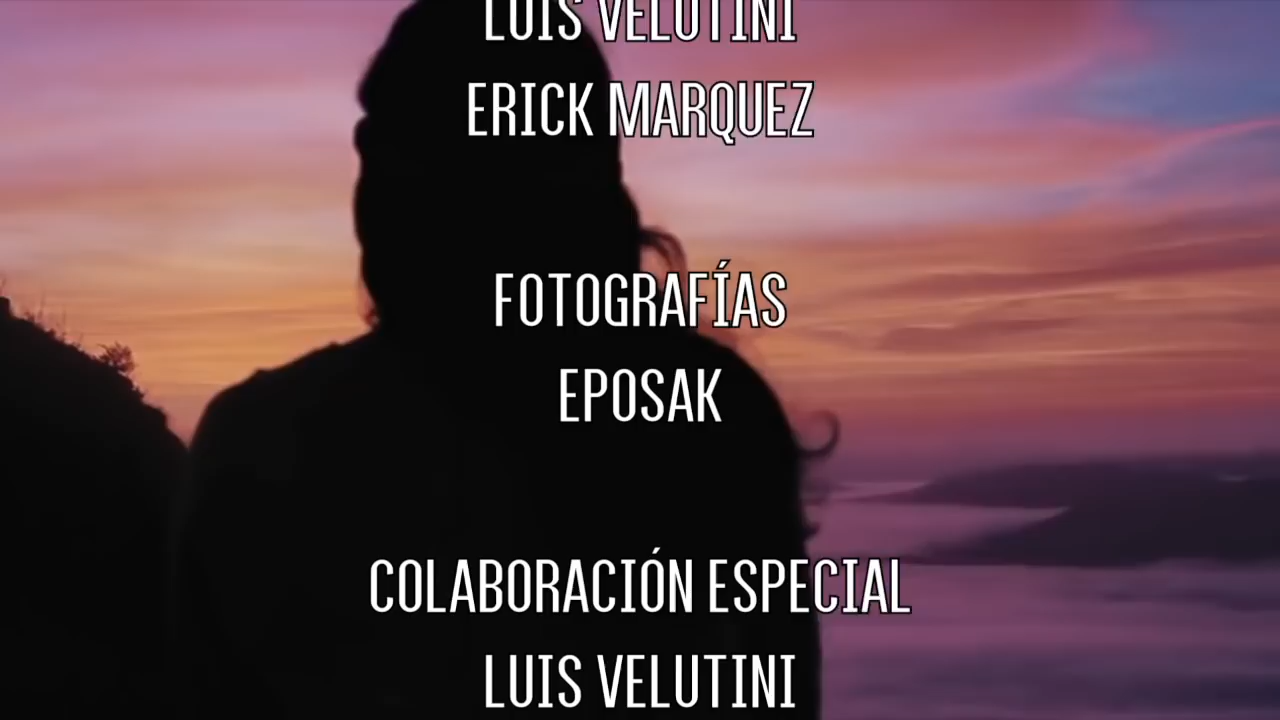 LUIS VELUTINI
ERICK MARQUEZ
FOTOGRAFÍAS
EPOSAK
COLABORACIÓN ESPECIAL
LUIS VELUTINI